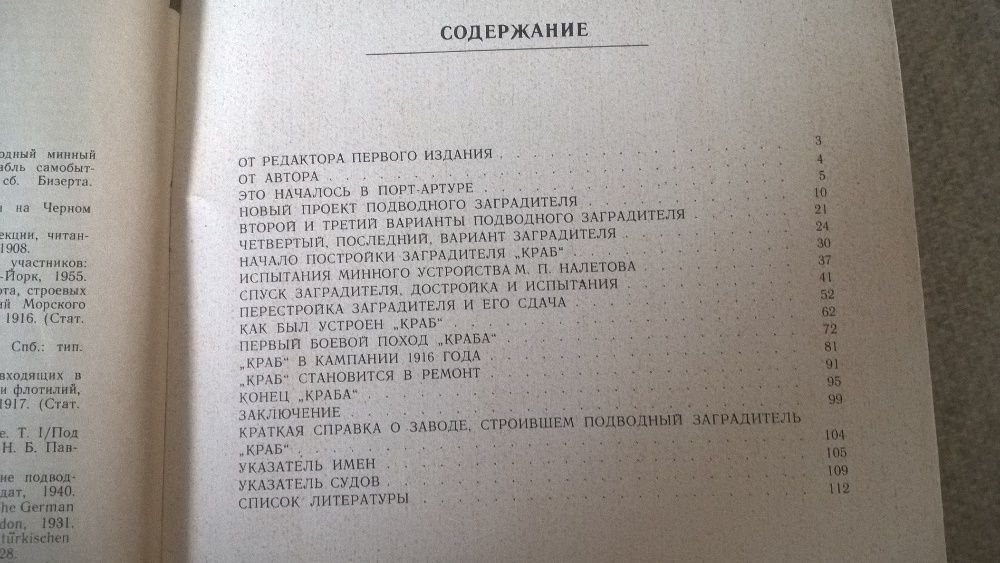 одный минный
абль самобыт-
сб. Бизерта.
и на Черном
екции, читан-
1908.
участников:
-Йорк, 1955.
ота, строевых
ий Морского
1916. (Стат.
Спб.: тип.
входящих в
и флотилий,
1917. (Стат.
е. Т. I/Под
Н. Б. Пав-
ие подвод-
дат, 1940.
he German
don, 1931.
türkischen
28.
СОДЕРЖАНИЕ
ОТ РЕДАКТОРА ПЕРВОГО ИЗДАНИЯ . . . 3
ОТ АВТОРА . . . 4
ЭТО НАЧАЛОСЬ В ПОРТ-АРТУРЕ . . . 5
НОВЫЙ ПРОЕКТ ПОДВОДНОГО ЗАГРАДИТЕЛЯ . . . 10
ВТОРОЙ И ТРЕТИЙ ВАРИАНТЫ ПОДВОДНОГО ЗАГРАДИТЕЛЯ . . . 21
ЧЕТВЕРТЫЙ, ПОСЛЕДНИЙ, ВАРИАНТ ЗАГРАДИТЕЛЯ . . . 24
НАЧАЛО ПОСТРОЙКИ ЗАГРАДИТЕЛЯ „КРАБ“ . . . 30
ИСПЫТАНИЯ МИННОГО УСТРОЙСТВА М. П. НАЛЕТОВА . . . 37
СПУСК ЗАГРАДИТЕЛЯ, ДОСТРОЙКА И ИСПЫТАНИЯ . . . 41
ПЕРЕСТРОЙКА ЗАГРАДИТЕЛЯ И ЕГО СДАЧА . . . 52
КАК БЫЛ УСТРОЕН „КРАБ“ . . . 62
ПЕРВЫЙ БОЕВОЙ ПОХОД „КРАБА“ . . . 72
„КРАБ“ В КАМПАНИИ 1916 ГОДА . . . 81
„КРАБ“ СТАНОВИТСЯ В РЕМОНТ . . . 91
КОНЕЦ „КРАБА“ . . . 95
ЗАКЛЮЧЕНИЕ . . . 99
КРАТКАЯ СПРАВКА О ЗАВОДЕ, СТРОИВШЕМ ПОДВОДНЫЙ ЗАГРАДИТЕЛЬ
„КРАБ“ . . . 104
УКАЗАТЕЛЬ ИМЕН . . . 105
УКАЗАТЕЛЬ СУДОВ . . . 109
СПИСОК ЛИТЕРАТУРЫ . . . 112